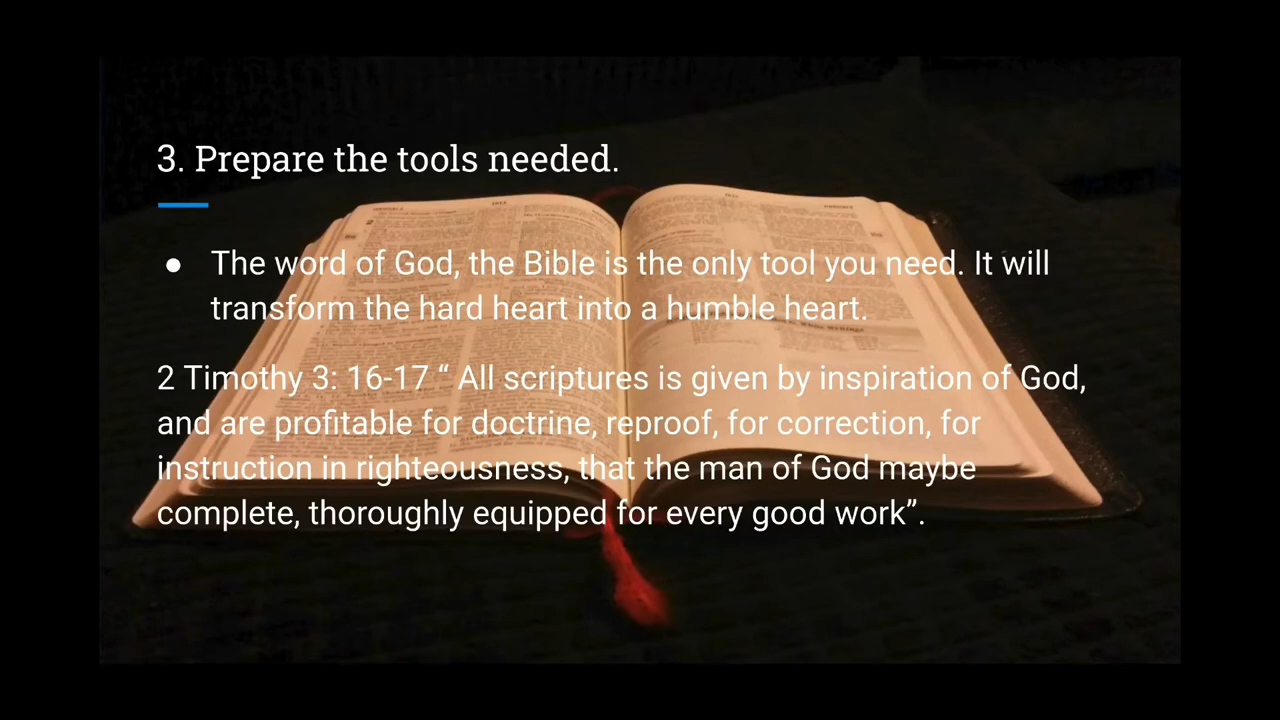 3. Prepare the tools needed.
● The word of God, the Bible is the only tool you need. It will
transform the hard heart into a humble heart.
2 Timothy 3: 16-17 “ All scriptures is given by inspiration of God,
and are profitable for doctrine, reproof, for correction, for
instruction in righteousness, that the man of God maybe
complete, thoroughly equipped for every good work”.